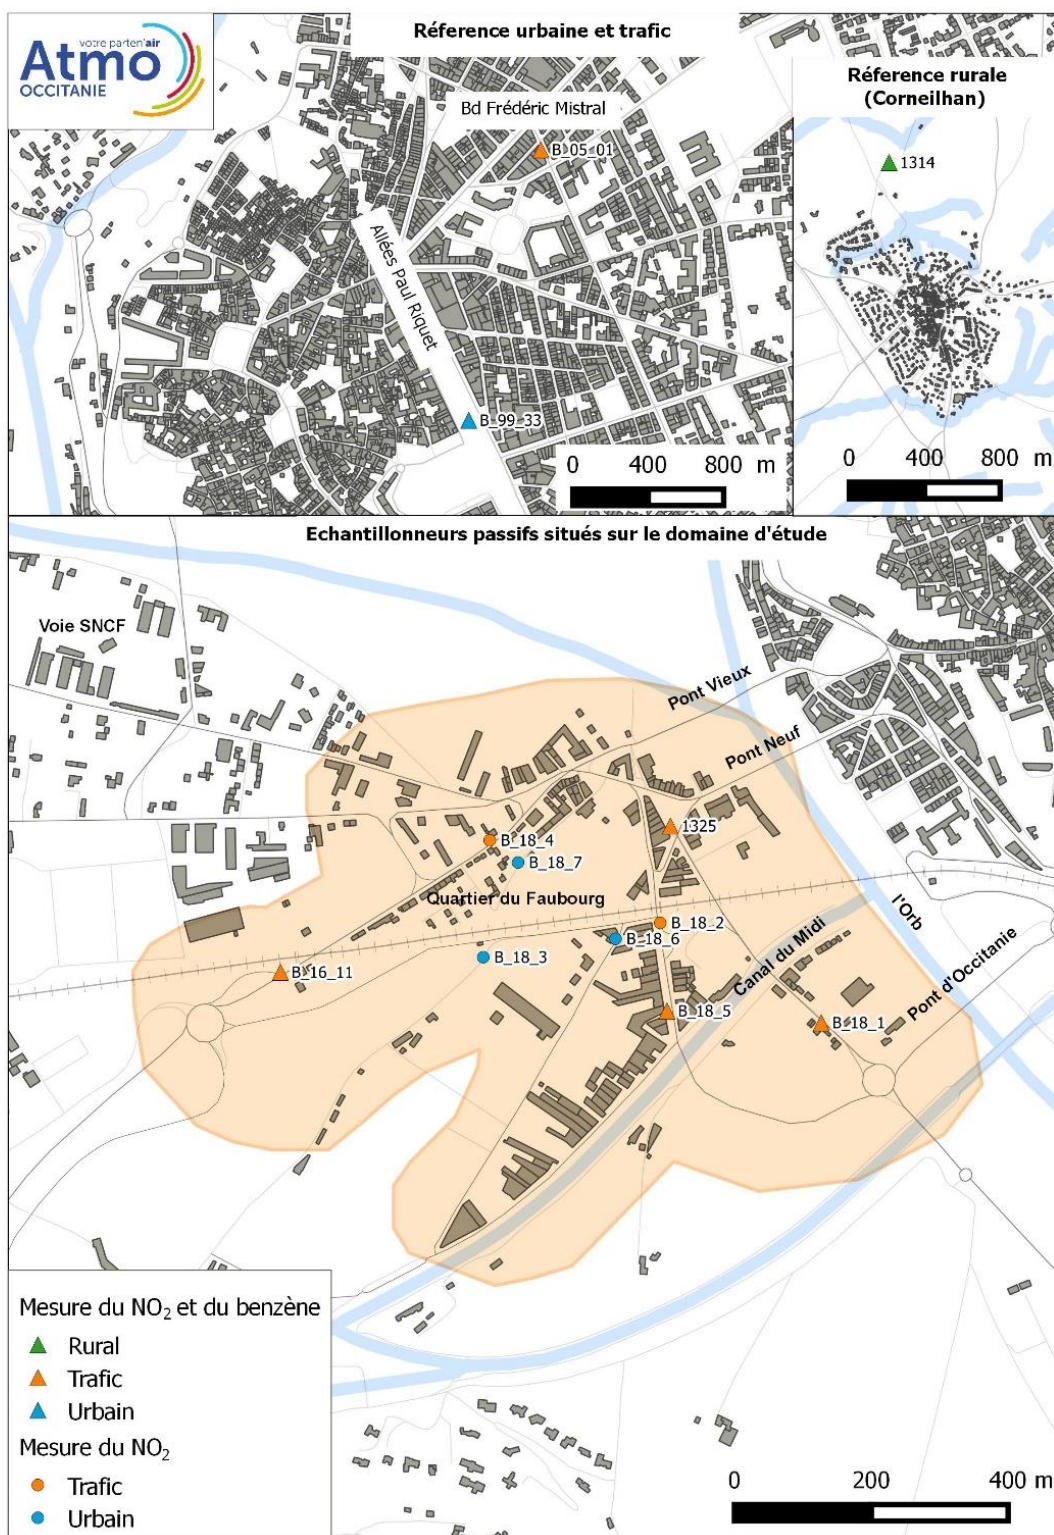 votre parten'air
Atmo
OCCITANIE
Réference urbaine et trafic
Bd Frédéric Mistral
B_05_01
Allées Paul Riquet
B_99_33
0 400 800 m
Réference rurale
(Corneilhan)
1314
0 400 800 m
Echantillonneurs passifs situés sur le domaine d'étude
Voie SNCF
Pont Vieux
Pont Neuf
1325
B_18_4
B_18_7
Quartier du Faubourg
B_18_2
B_18_6
B_18_3
B_16_11
l'Orb
Canal du Midi
Pont d'Occitanie
B_18_5
B_18_1
Mesure du NO₂ et du benzène
Rural
Trafic
Urbain
Mesure du NO₂
Trafic
Urbain
0 200 400 m